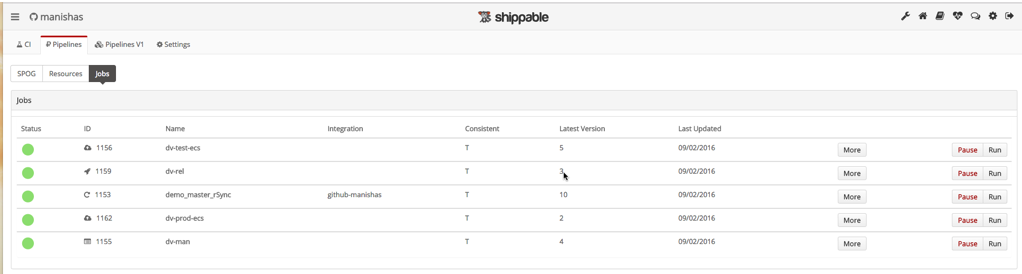 manishas
shippable
CI Pipelines Pipelines V1 Settings
SPOG Resources Jobs
Jobs
Status ID Name Integration Consistent Latest Version Last Updated
1156 dv-test-ecs T 5 09/02/2016 More Pause Run
1159 dv-rel T 3 09/02/2016 More Pause Run
1153 demo_master_rSync github-manishas T 10 09/02/2016 More Pause Run
1162 dv-prod-ecs T 2 09/02/2016 More Pause Run
1155 dv-man T 4 09/02/2016 More Pause Run